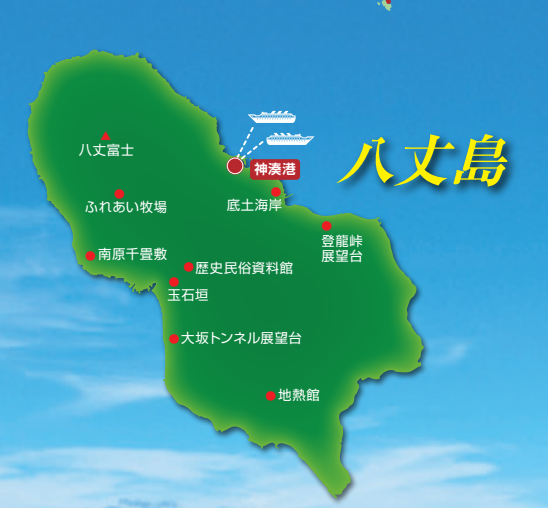 八丈島
八丈富士
神湊港
ふれあい牧場
底土海岸
登龍峠
展望台
南原千畳敷
歴史民俗資料館
玉石垣
大坂トンネル展望台
地熱館